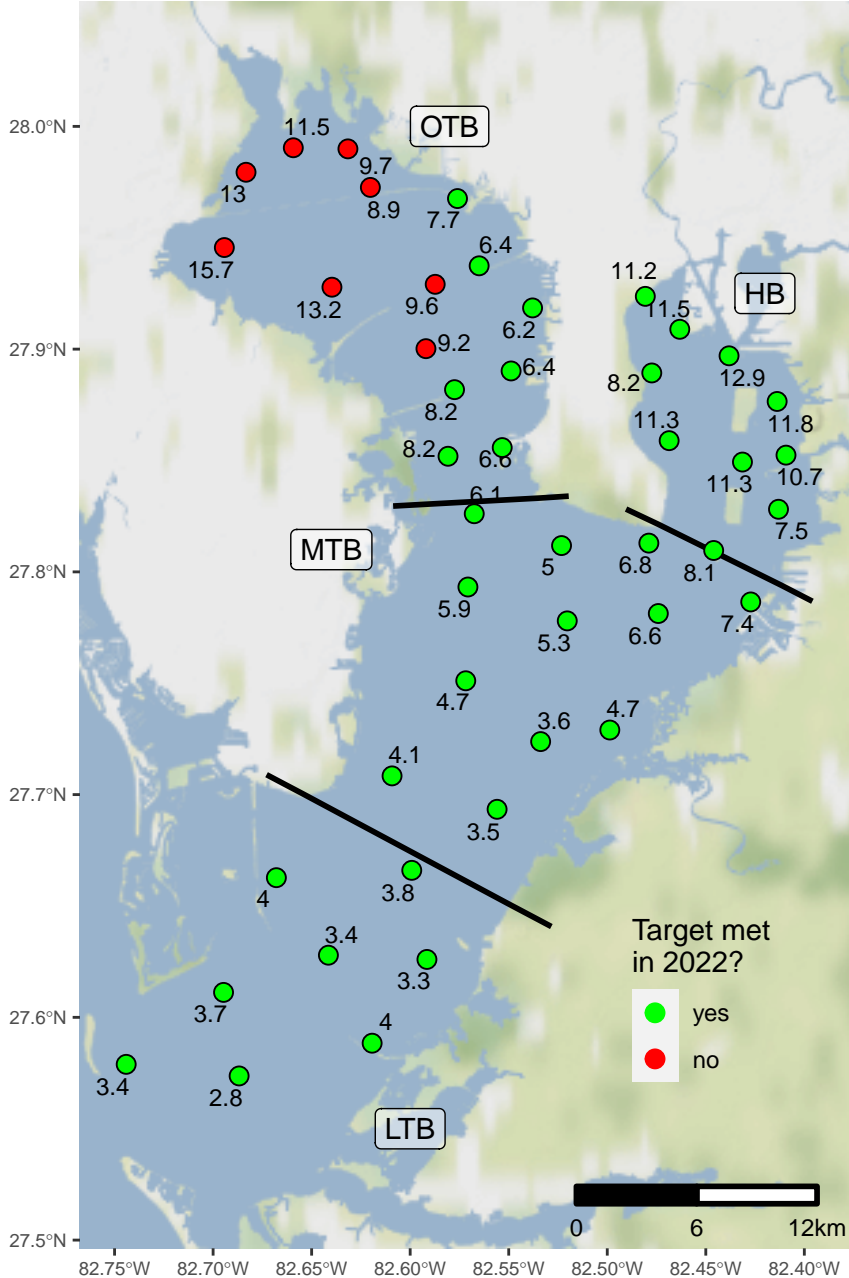 28.0°N
27.9°N
27.8°N
27.7°N
27.6°N
27.5°N
OTB
11.5
9.7
13
8.9
7.7
6.4
15.7
13.2
9.6
6.2
9.2
6.4
8.2
8.2
6.6
HB
11.2
11.5
12.9
8.2
11.8
11.3
11.3
10.7
7.5
8.1
MTB
6.1
5
6.8
5.9
5.3
6.6
7.4
4.7
3.6
4.7
4.1
3.5
3.8
4
3.4
3.3
3.7
4
3.4
2.8
LTB
Target met
in 2022?
yes
no
0 6 12km
82.75°W 82.70°W 82.65°W 82.60°W 82.55°W 82.50°W 82.45°W 82.40°W